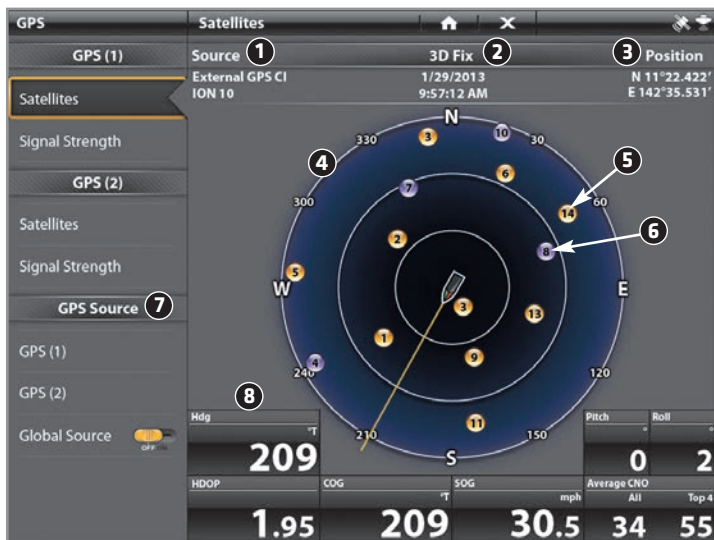 GPS
Satellites
GPS (1)
Satellites
Signal Strength
GPS (2)
Satellites
Signal Strength
GPS Source 7
GPS (1)
GPS (2)
Global Source OFF
Source 1 3D Fix 2 3 Position
External GPS CI 1/29/2013 N 11°22.422'
ION 10 9:57:12 AM E 142°35.531'
N
330 3 10 30
4 5
7 6
300 14 60
2 8 6
5
W E
3 13
1
9
4
240 120
11
210 150
S
8
Hdg Pitch Roll
°T ° °
209 0 2
HDOP COG SOG Average CNO
°T mph All Top 4
1.95 209 30.5 34 55